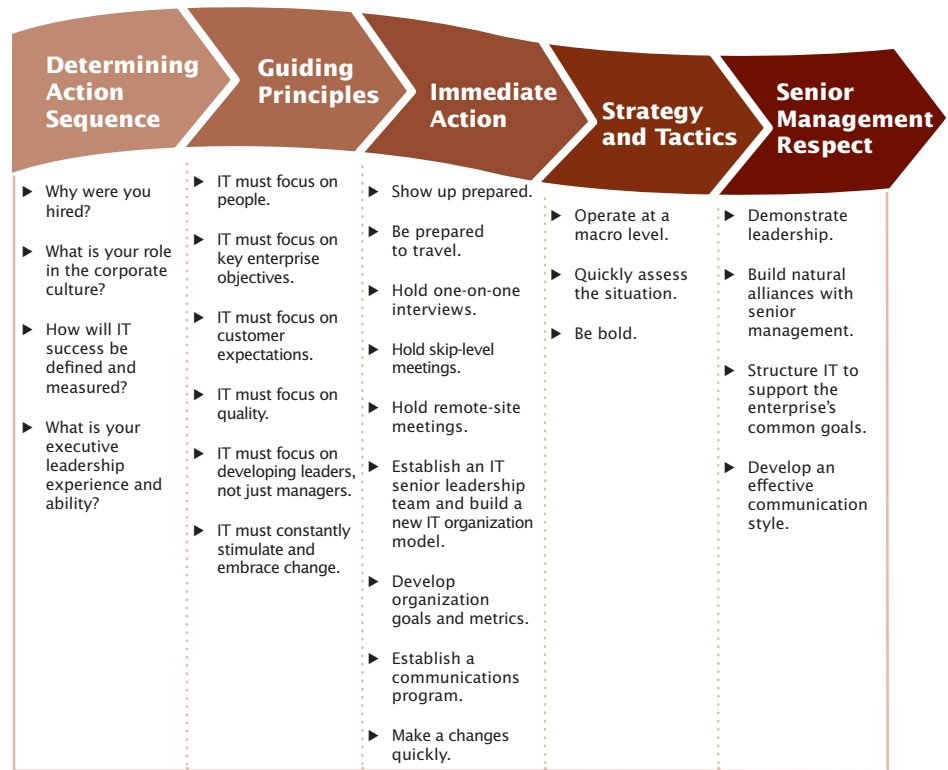 Determining
Action
Sequence
Why were you
hired?
What is your role
in the corporate
culture?
How will IT
success be
defined and
measured?
What is your
executive
leadership
experience and
ability?
Guiding
Principles
IT must focus on
people.
IT must focus on
key enterprise
objectives.
IT must focus on
customer
expectations.
IT must focus on
quality.
IT must focus on
developing leaders,
not just managers.
IT must constantly
stimulate and
embrace change.
Immediate
Action
Show up prepared.
Be prepared
to travel.
Hold one-on-one
interviews.
Hold skip-level
meetings.
Hold remote-site
meetings.
Establish an IT
senior leadership
team and build a
new IT organization
model.
Develop
organization
goals and metrics.
Establish a
communications
program.
Make a changes
quickly.
Strategy
and Tactics
Operate at a
macro level.
Quickly assess
the situation.
Be bold.
Senior
Management
Respect
Demonstrate
leadership.
Build natural
alliances with
senior
management.
Structure IT to
support the
enterprise's
common goals.
Develop an
effective
communication
style.